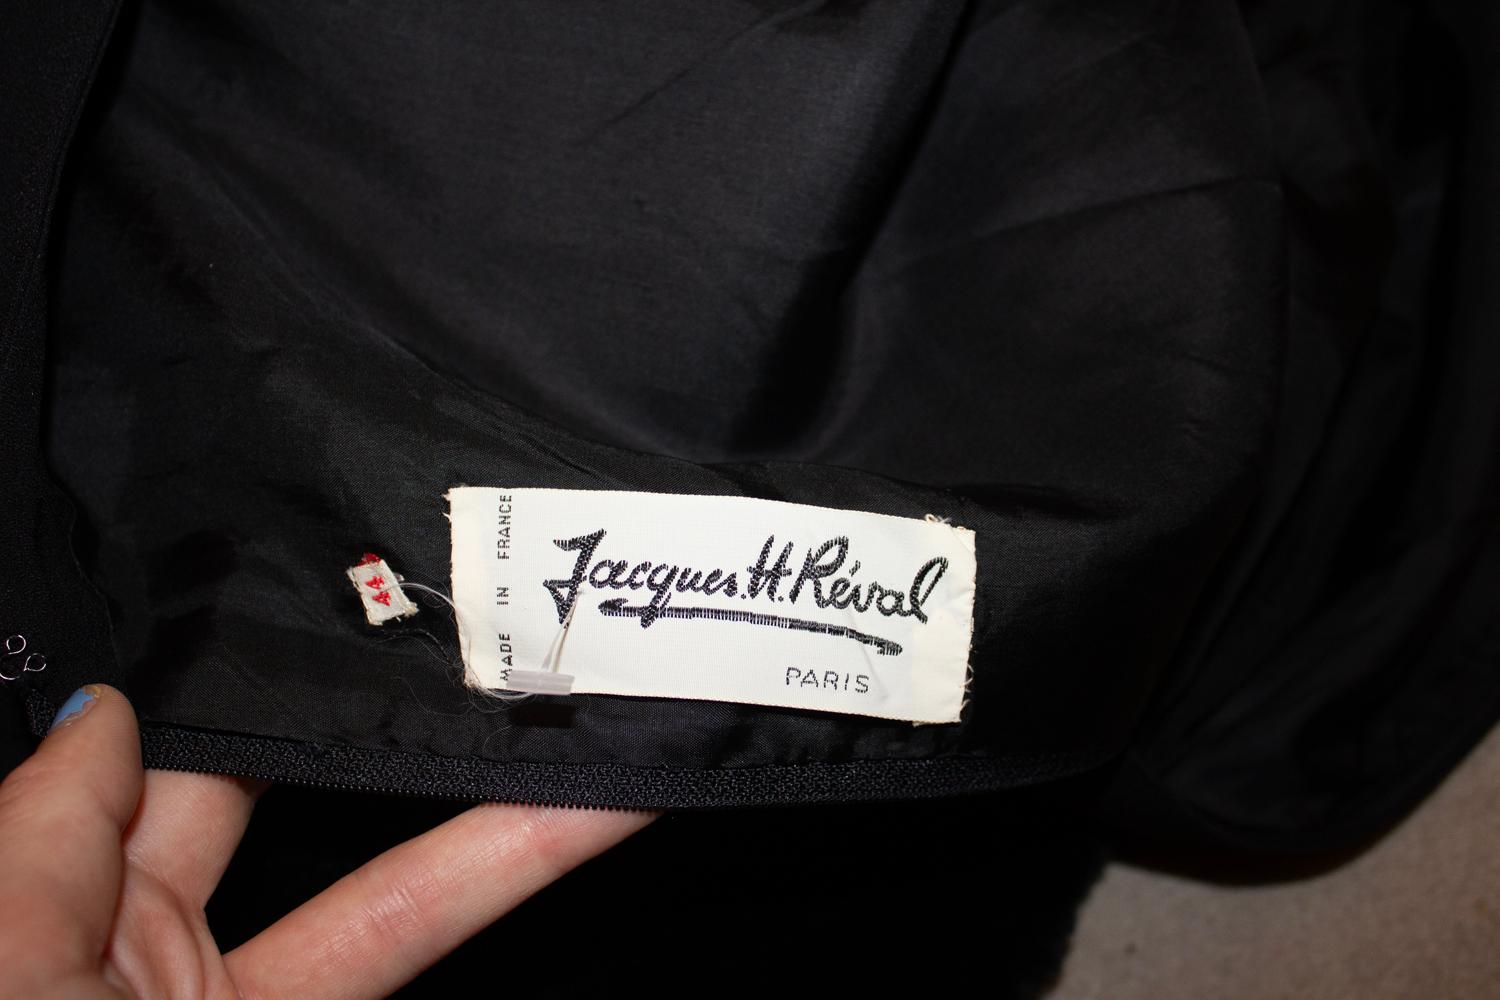 MADE IN FRANCE
Jacques.H.Réval
PARIS
44